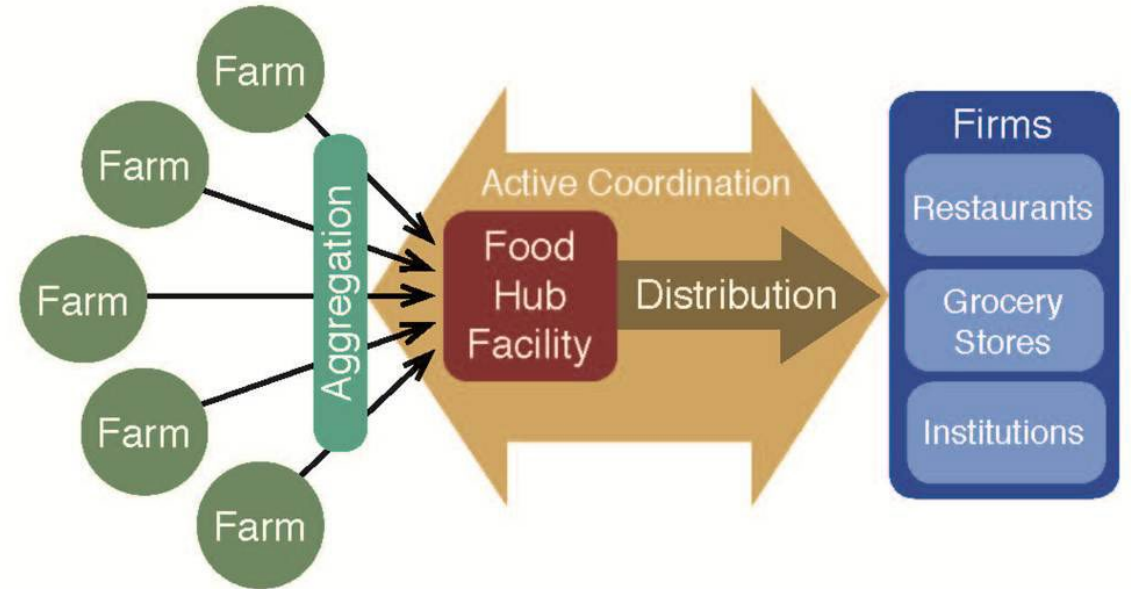 Farm
Farm
Farm
Farm
Farm
Aggregation
Active Coordination
Food
Hub
Facility
Distribution
Firms
Restaurants
Grocery
Stores
Institutions